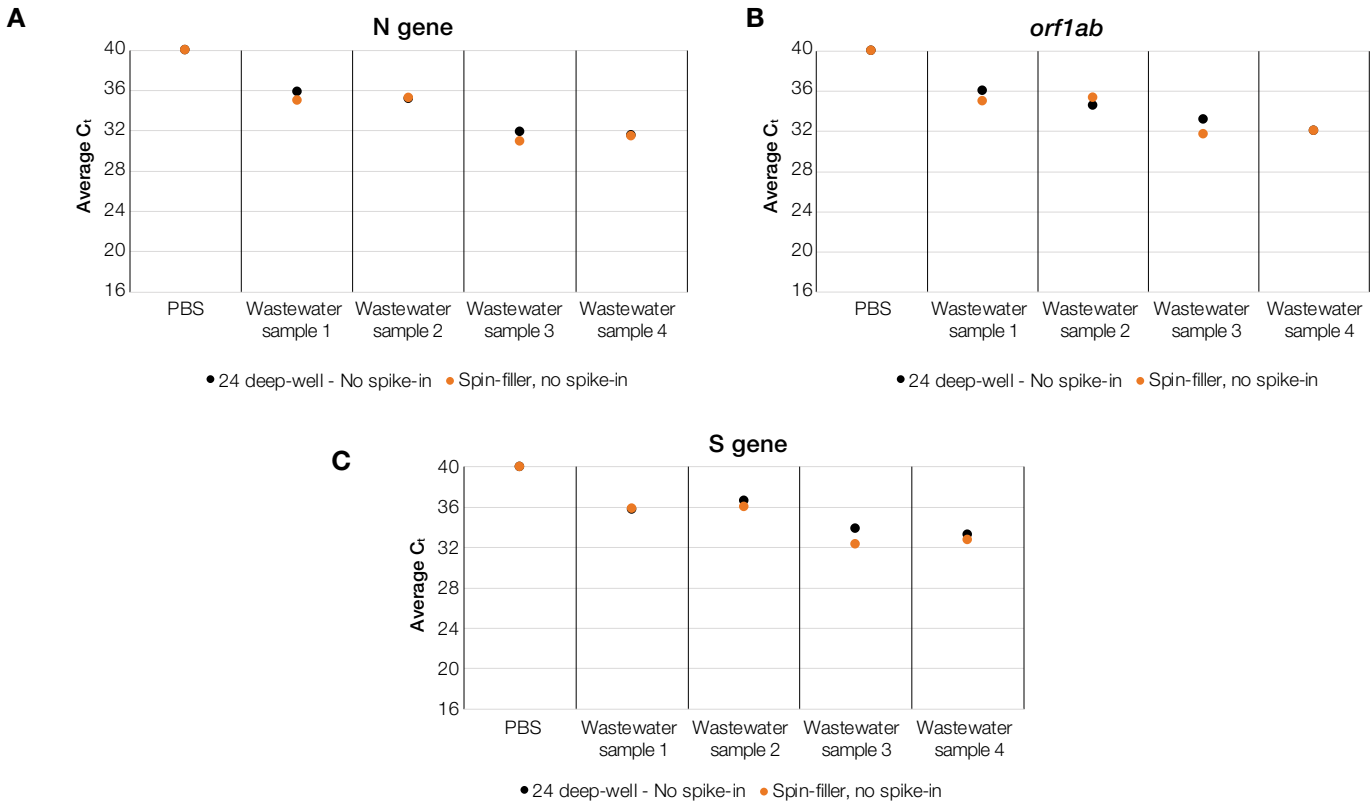 A
N gene
Average Ct
40
36
32
28
24
20
16
PBS
Wastewater
sample 1
Wastewater
sample 2
Wastewater
sample 3
Wastewater
sample 4
24 deep-well - No spike-in
Spin-filler, no spike-in
B
orf1ab
Average Ct
40
36
32
28
24
20
16
PBS
Wastewater
sample 1
Wastewater
sample 2
Wastewater
sample 3
Wastewater
sample 4
24 deep-well - No spike-in
Spin-filler, no spike-in
C
S gene
Average Ct
40
36
32
28
24
20
16
PBS
Wastewater
sample 1
Wastewater
sample 2
Wastewater
sample 3
Wastewater
sample 4
24 deep-well - No spike-in
Spin-filler, no spike-in